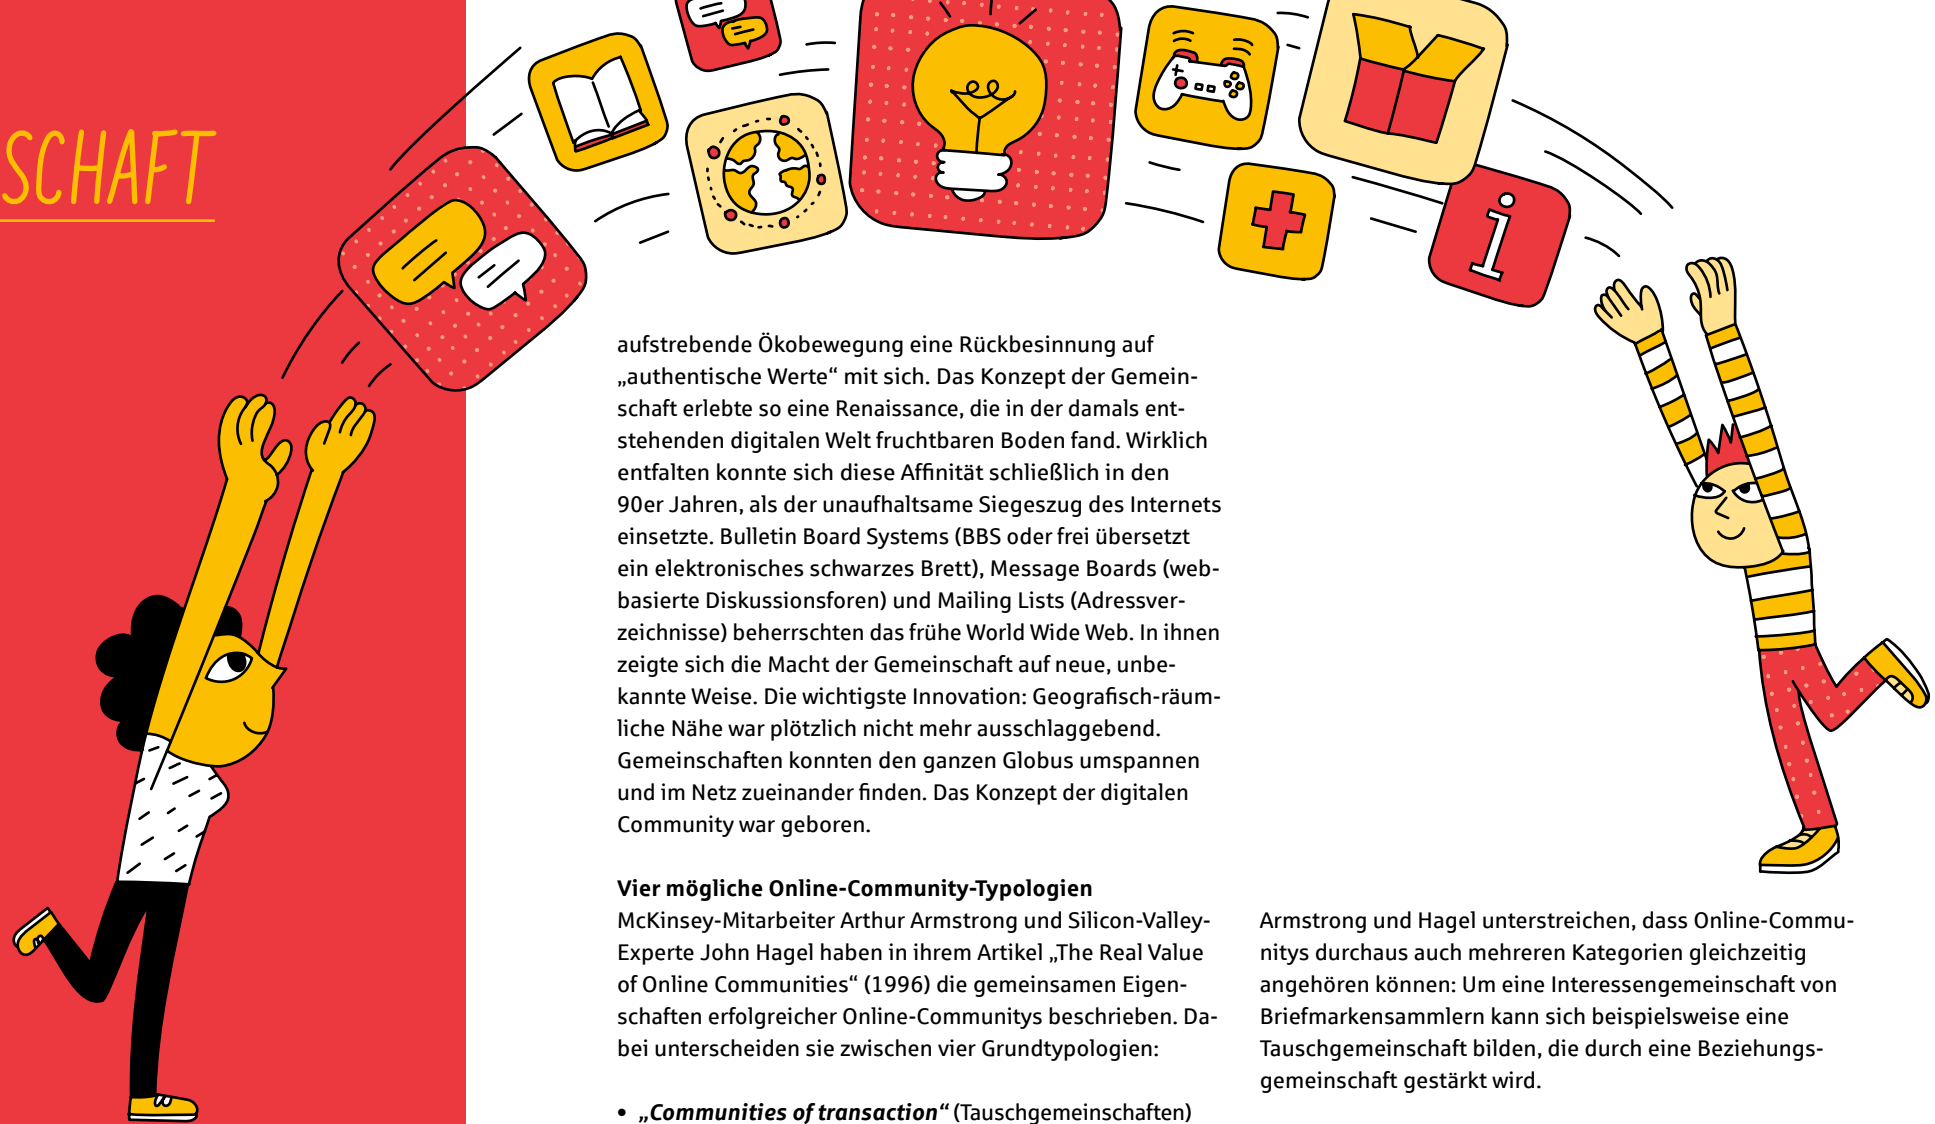 SCHAFT
i
aufstrebende Ökobewegung eine Rückbesinnung auf
„authentische Werte“ mit sich. Das Konzept der Gemein-
schaft erlebte so eine Renaissance, die in der damals ent-
stehenden digitalen Welt fruchtbaren Boden fand. Wirklich
entfalten konnte sich diese Affinität schließlich in den
90er Jahren, als der unaufhaltsame Siegeszug des Internets
einsetzte. Bulletin Board Systems (BBS oder frei übersetzt
ein elektronisches schwarzes Brett), Message Boards (web-
basierte Diskussionsforen) und Mailing Lists (Adressver-
zeichnisse) beherrschten das frühe World Wide Web. In ihnen
zeigte sich die Macht der Gemeinschaft auf neue, unbe-
kannte Weise. Die wichtigste Innovation: Geografisch-räum-
liche Nähe war plötzlich nicht mehr ausschlaggebend.
Gemeinschaften konnten den ganzen Globus umspannen
und im Netz zueinander finden. Das Konzept der digitalen
Community war geboren.
Vier mögliche Online-Community-Typologien
McKinsey-Mitarbeiter Arthur Armstrong und Silicon-Valley-
Experte John Hagel haben in ihrem Artikel „The Real Value
of Online Communities“ (1996) die gemeinsamen Eigen-
schaften erfolgreicher Online-Communitys beschrieben. Da-
bei unterscheiden sie zwischen vier Grundtypologien:
• „Communities of transaction“ (Tauschgemeinschaften)
Armstrong und Hagel unterstreichen, dass Online-Commu-
nitys durchaus auch mehreren Kategorien gleichzeitig
angehören können: Um eine Interessengemeinschaft von
Briefmarkensammlern kann sich beispielsweise eine
Tauschgemeinschaft bilden, die durch eine Beziehungs-
gemeinschaft gestärkt wird.